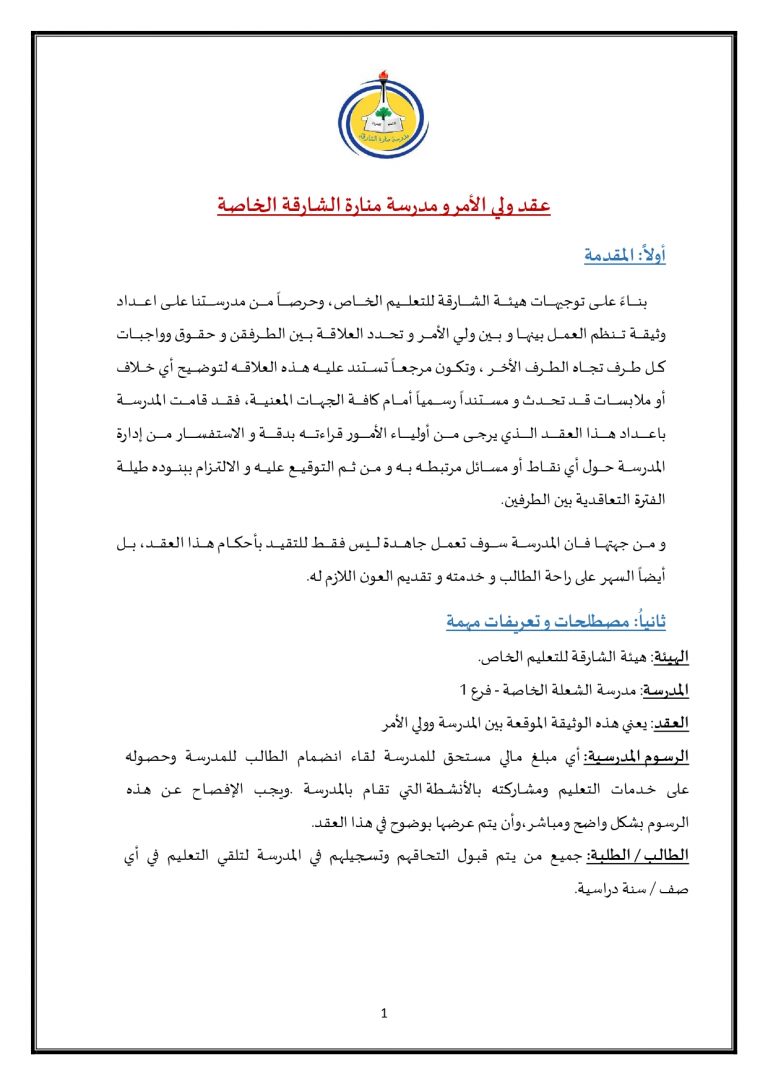 مدرسة منارة الشارقة
عقد ولي الأمر و مدرسة منارة الشارقة الخاصة
أولاً: المقدمة
بناءً على توجيهات هيئة الشارقة للتعليم الخاص، وحرصاً من مدرستنا على اعداد
وثيقة تنظم العمل بينها و بين ولي الأمر و تحدد العلاقة بين الطرفقن و حقوق وواجبات
كل طرف تجاه الطرف الأخر ، وتكون مرجعاً تستند عليه هذه العلاقه لتوضيح أي خلاف
أو ملابسات قد تحدث و مستنداً رسمياً أمام كافة الجهات المعنية، فقد قامت المدرسة
باعداد هذا العقد الذي يرجى من أولياء الأمور قراءته بدقة و الاستفسار من إدارة
المدرسة حول أي نقاط أو مسائل مرتبطه به و من ثم التوقيع عليه و الالتزام ببنوده طيلة
الفترة التعاقدية بين الطرفين.
و من جهتها فان المدرسة سوف تعمل جاهدة ليس فقط للتقيد بأحكام هذا العقد، بل
أيضاً السهر على راحة الطالب و خدمته و تقديم العون اللازم له.
ثانياً: مصطلحات و تعريفات مهمة
الهيئة: هيئة الشارقة للتعليم الخاص.
المدرسة: مدرسة الشعلة الخاصة - فرع 1
العقد: يعني هذه الوثيقة الموقعة بين المدرسة وولي الأمر
الرسوم المدرسية: أي مبلغ مالي مستحق للمدرسة لقاء انضمام الطالب للمدرسة وحصوله
على خدمات التعليم ومشاركته بالأنشطة التي تقام بالمدرسة .ويجب الإفصاح عن هذه
الرسوم بشكل واضح ومباشر،وأن يتم عرضها بوضوح في هذا العقد.
الطالب / الطلبة: جميع من يتم قبول التحاقهم وتسجيلهم في المدرسة لتلقي التعليم في أي
صف / سنة دراسية.
1